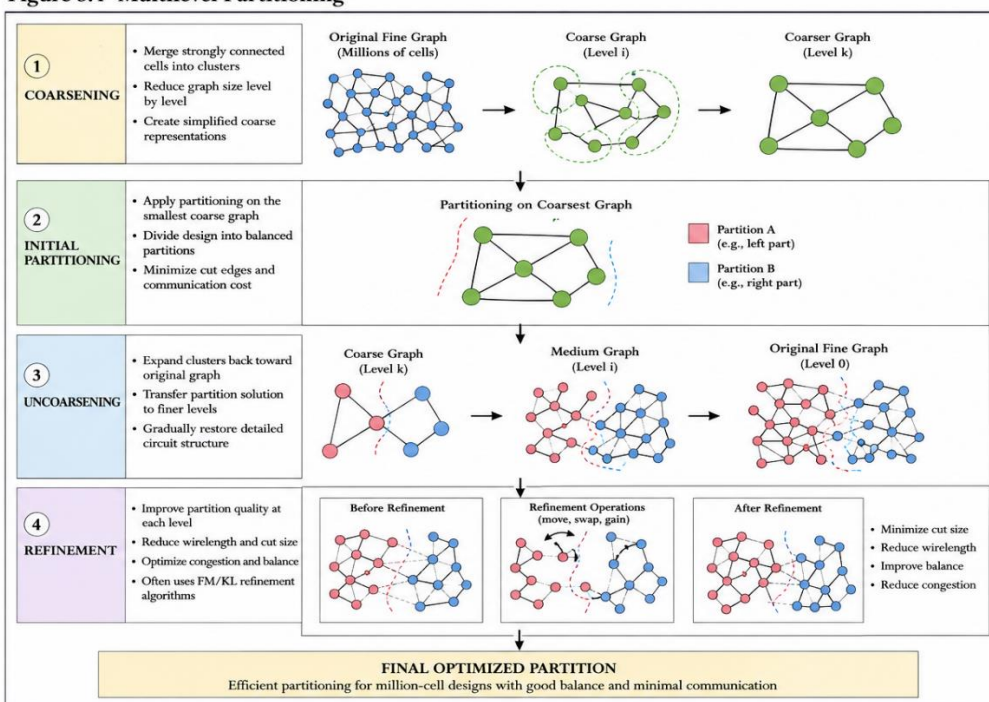 1
COARSENING
• Merge strongly connected
cells into clusters
• Reduce graph size level
by level
• Create simplified coarse
representations
Original Fine Graph
(Millions of cells)
Coarse Graph
(Level i)
Coarser Graph
(Level k)
2
INITIAL
PARTITIONING
• Apply partitioning on the
smallest coarse graph
• Divide design into balanced
partitions
• Minimize cut edges and
communication cost
Partitioning on Coarsest Graph
Partition A
(e.g., left part)
Partition B
(e.g., right part)
3
UNCOARSENING
• Expand clusters back toward
original graph
• Transfer partition solution
to finer levels
• Gradually restore detailed
circuit structure
Coarse Graph
(Level k)
Medium Graph
(Level i)
Original Fine Graph
(Level 0)
4
REFINEMENT
• Improve partition quality at
each level
• Reduce wirelength and cut size
• Optimize congestion and balance
• Often uses FM/KL refinement
algorithms
Before Refinement
Refinement Operations
(move, swap, gain)
After Refinement
• Minimize cut size
• Reduce wirelength
• Improve balance
• Reduce congestion
FINAL OPTIMIZED PARTITION
Efficient partitioning for million-cell designs with good balance and minimal communication